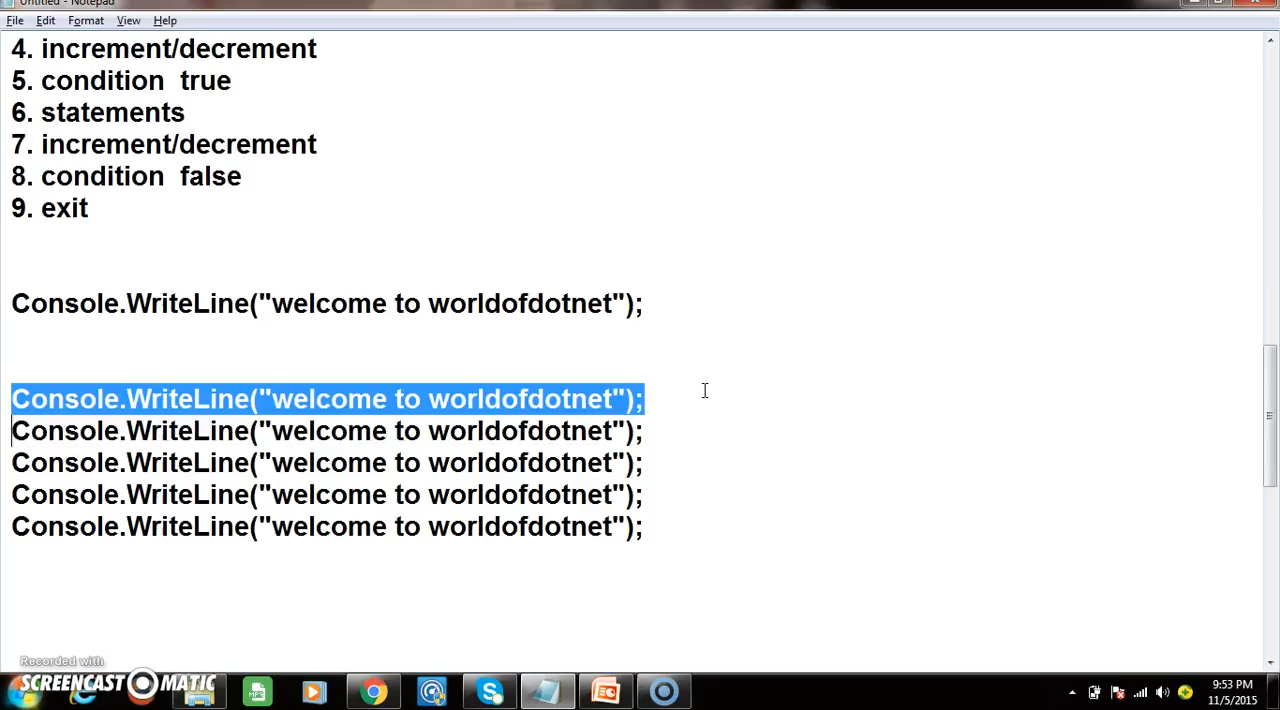 Untitled - Notepad
File Edit Format View Help
4. increment/decrement
5. condition  true
6. statements
7. increment/decrement
8. condition  false
9. exit
Console.WriteLine("welcome to worldofdotnet");
Console.WriteLine("welcome to worldofdotnet");
Console.WriteLine("welcome to worldofdotnet");
Console.WriteLine("welcome to worldofdotnet");
Console.WriteLine("welcome to worldofdotnet");
Console.WriteLine("welcome to worldofdotnet");
Recorded with
SCREENCAST MATIC
9:53 PM
11/5/2015